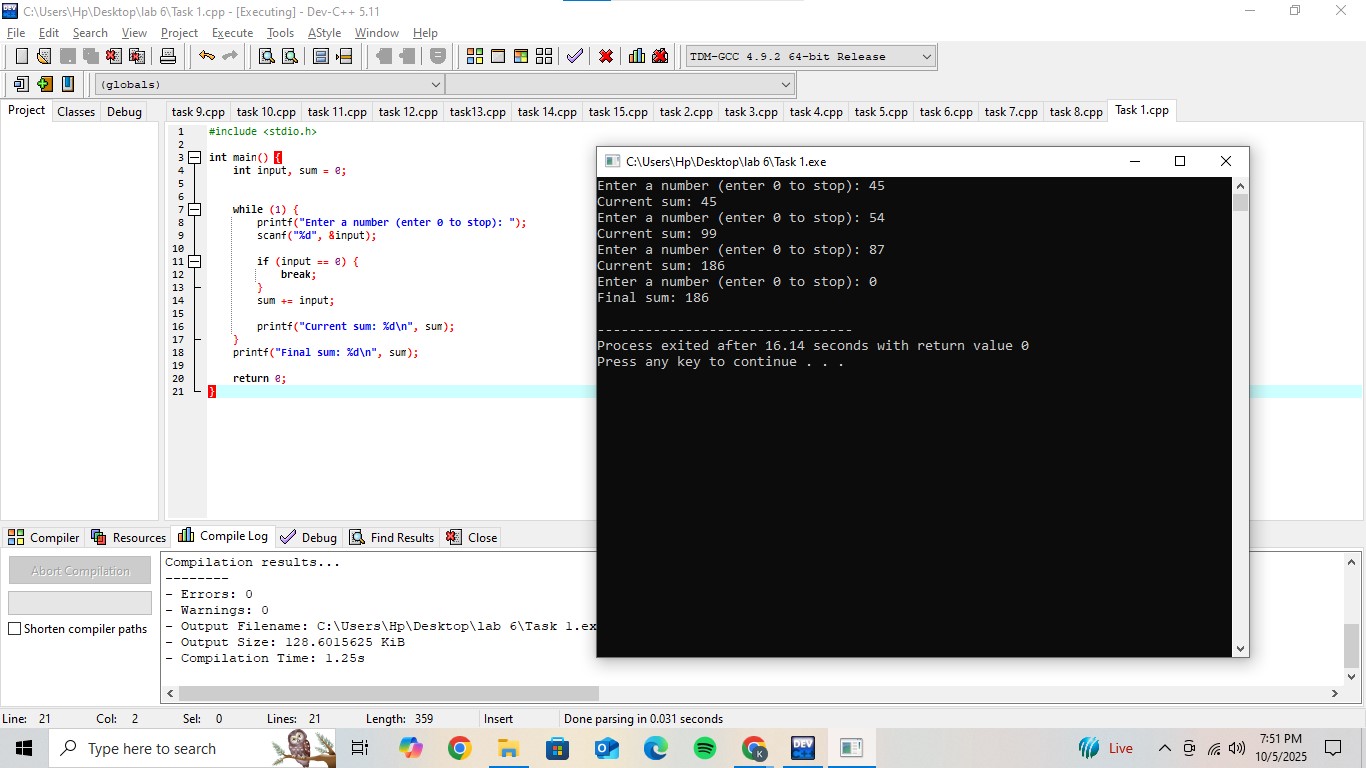 C:\Users\Hp\Desktop\lab 6\Task 1.cpp - [Executing] - Dev-C++ 5.11
File Edit Search View Project Execute Tools AStyle Window Help
TDM-GCC 4.9.2 64-bit Release
(globals)
Project Classes Debug
task 9.cpp task 10.cpp task 11.cpp task 12.cpp task13.cpp task 14.cpp task 15.cpp task 2.cpp task 3.cpp task 4.cpp task 5.cpp task 6.cpp task 7.cpp task 8.cpp Task 1.cpp
1 #include <stdio.h>
2
3 int main() {
4 int input, sum = 0;
5
6
7 while (1) {
8 printf("Enter a number (enter 0 to stop): ");
9 scanf("%d", &input);
10
11 if (input == 0) {
12 break;
13 }
14 sum += input;
15
16 printf("Current sum: %d\n", sum);
17 }
18 printf("Final sum: %d\n", sum);
19
20 return 0;
21 }
C:\Users\Hp\Desktop\lab 6\Task 1.exe
Enter a number (enter 0 to stop): 45
Current sum: 45
Enter a number (enter 0 to stop): 54
Current sum: 99
Enter a number (enter 0 to stop): 87
Current sum: 186
Enter a number (enter 0 to stop): 0
Final sum: 186
--------------------------------
Process exited after 16.14 seconds with return value 0
Press any key to continue . . .
Compiler Resources Compile Log Debug Find Results Close
Abort Compilation
Shorten compiler paths
Compilation results...
--------
- Errors: 0
- Warnings: 0
- Output Filename: C:\Users\Hp\Desktop\lab 6\Task 1.ex
- Output Size: 128.6015625 KiB
- Compilation Time: 1.25s
Line: 21 Col: 2 Sel: 0 Lines: 21 Length: 359 Insert Done parsing in 0.031 seconds
Type here to search
DEV
K
Live
7:51 PM
10/5/2025